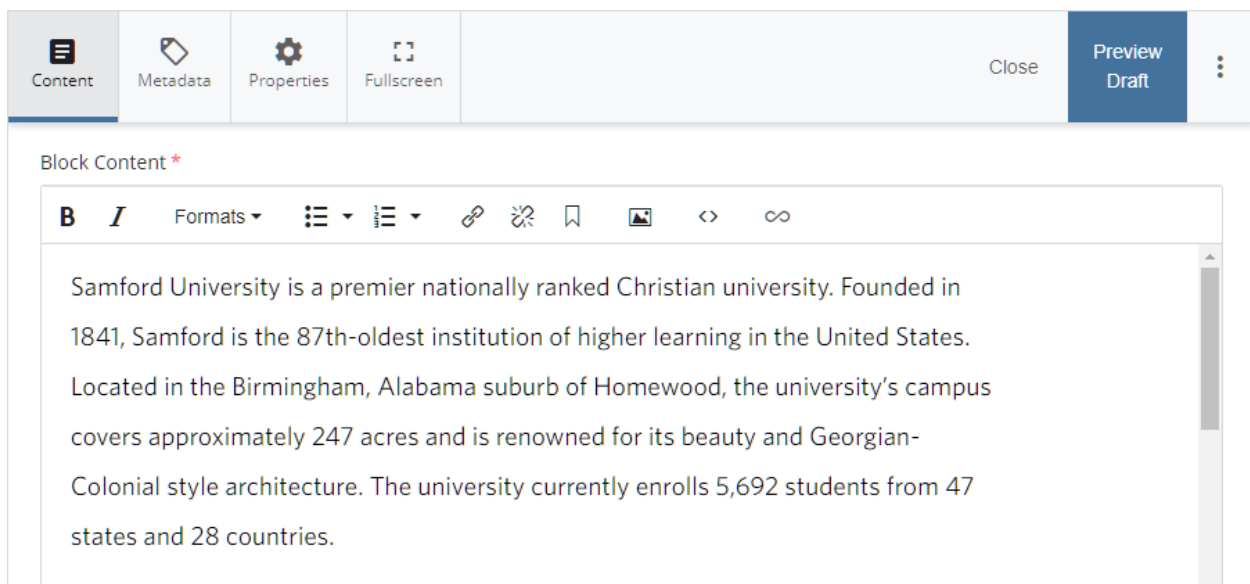 Content
Metadata
Properties
Fullscreen
Close
Preview
Draft
Block Content *
B I Formats
Samford University is a premier nationally ranked Christian university. Founded in
1841, Samford is the 87th-oldest institution of higher learning in the United States.
Located in the Birmingham, Alabama suburb of Homewood, the university’s campus
covers approximately 247 acres and is renowned for its beauty and Georgian-
Colonial style architecture. The university currently enrolls 5,692 students from 47
states and 28 countries.